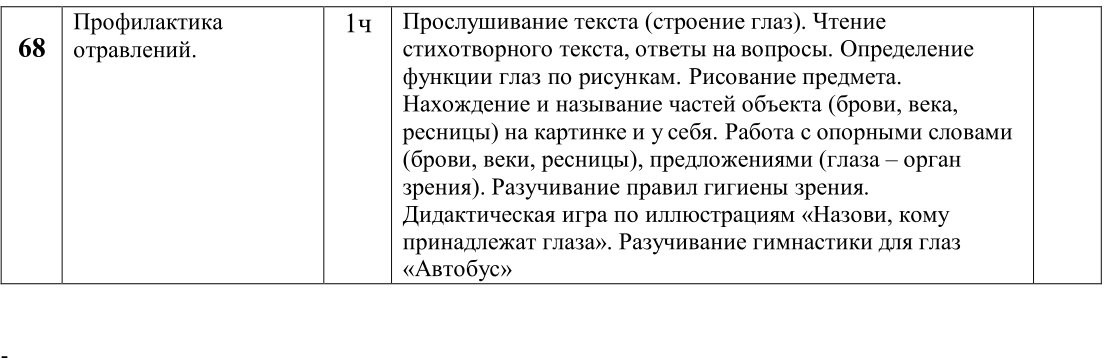 68
Профилактика
отравлений.
1ч
Прослушивание текста (строение глаз). Чтение
стихотворного текста, ответы на вопросы. Определение
функции глаз по рисункам. Рисование предмета.
Нахождение и называние частей объекта (брови, века,
ресницы) на картинке и у себя. Работа с опорными словами
(брови, веки, ресницы), предложениями (глаза – орган
зрения). Разучивание правил гигиены зрения.
Дидактическая игра по иллюстрациям «Назови, кому
принадлежат глаза». Разучивание гимнастики для глаз
«Автобус»
-